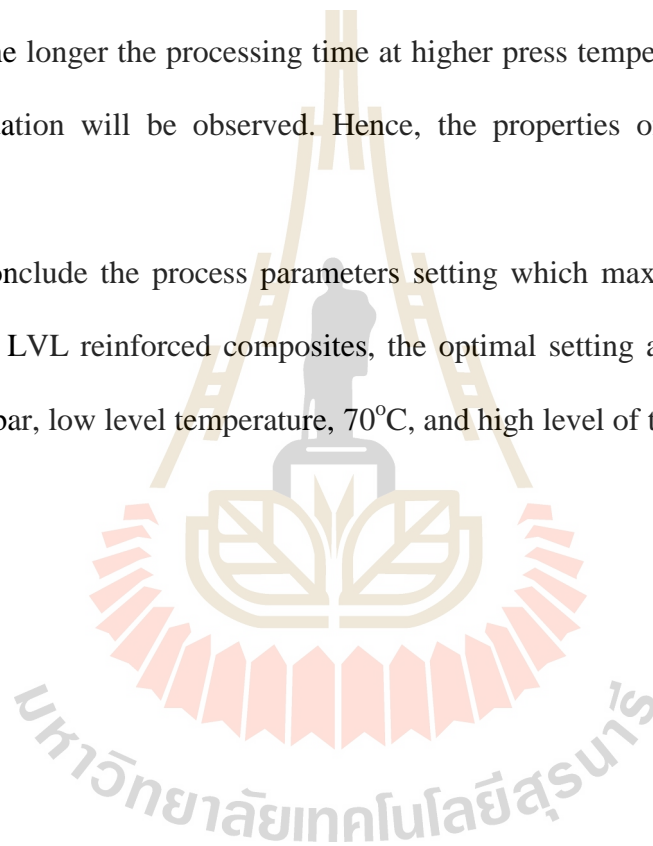 he longer the processing time at higher press tempe
ation will be observed. Hence, the properties o
onclude the process parameters setting which max
LVL reinforced composites, the optimal setting a
bar, low level temperature, 70°C, and high level of t
มหาวิทยาลัยเทคโนโลยีสุรนารี